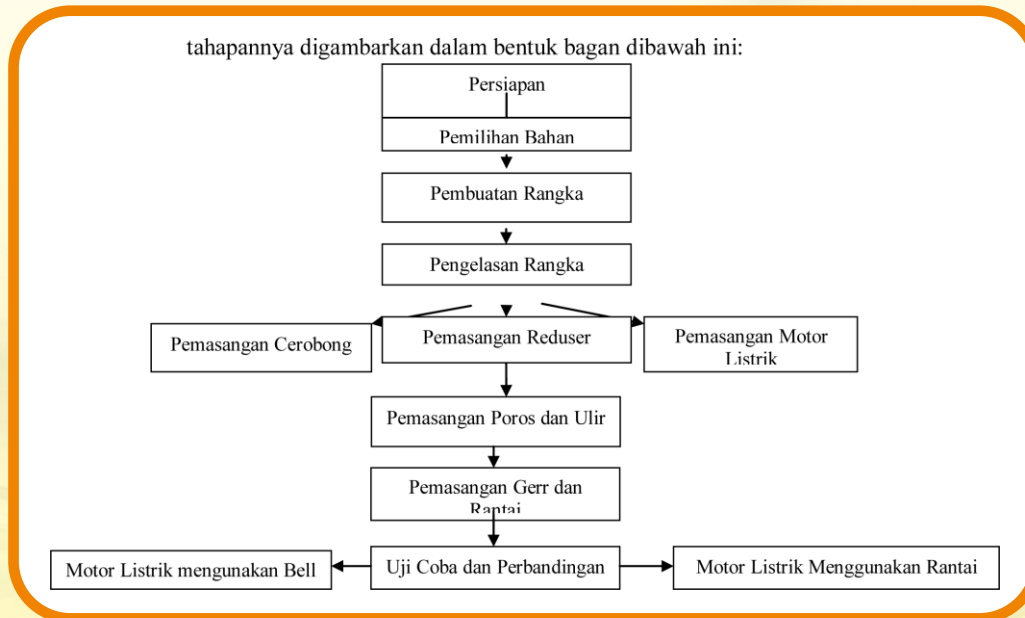 tahapannya digambarkan dalam bentuk bagan dibawah ini:
Persiapan
Pemilihan Bahan
Pembuatan Rangka
Pengelasan Rangka
Pemasangan Cerobong
Pemasangan Reduser
Pemasangan Motor
Listrik
Pemasangan Poros dan Ulir
Pemasangan Gerr dan
Rantai
Motor Listrik mengunakan Bell
Uji Coba dan Perbandingan
Motor Listrik Menggunakan Rantai